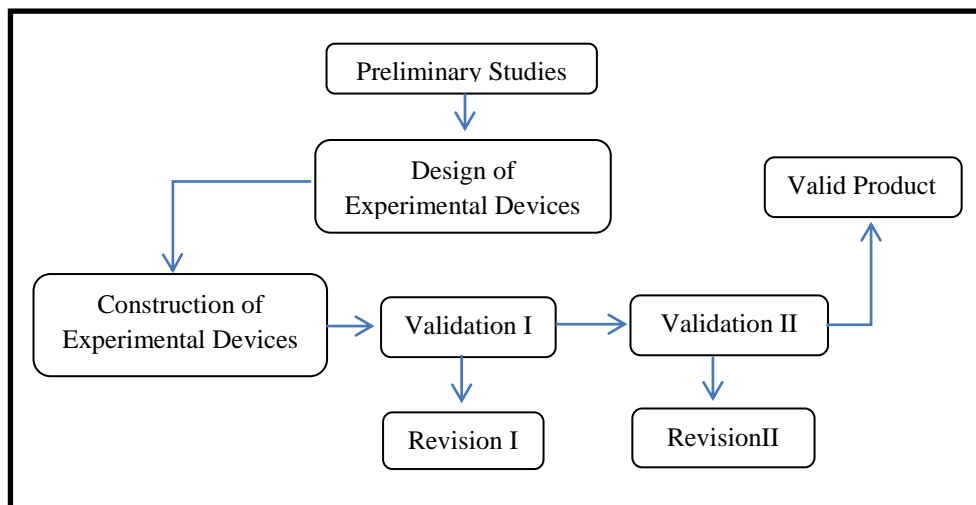 Preliminary Studies
Design of
Experimental Devices
Valid Product
Construction of
Experimental Devices
Validation I
Validation II
Revision I
RevisionII